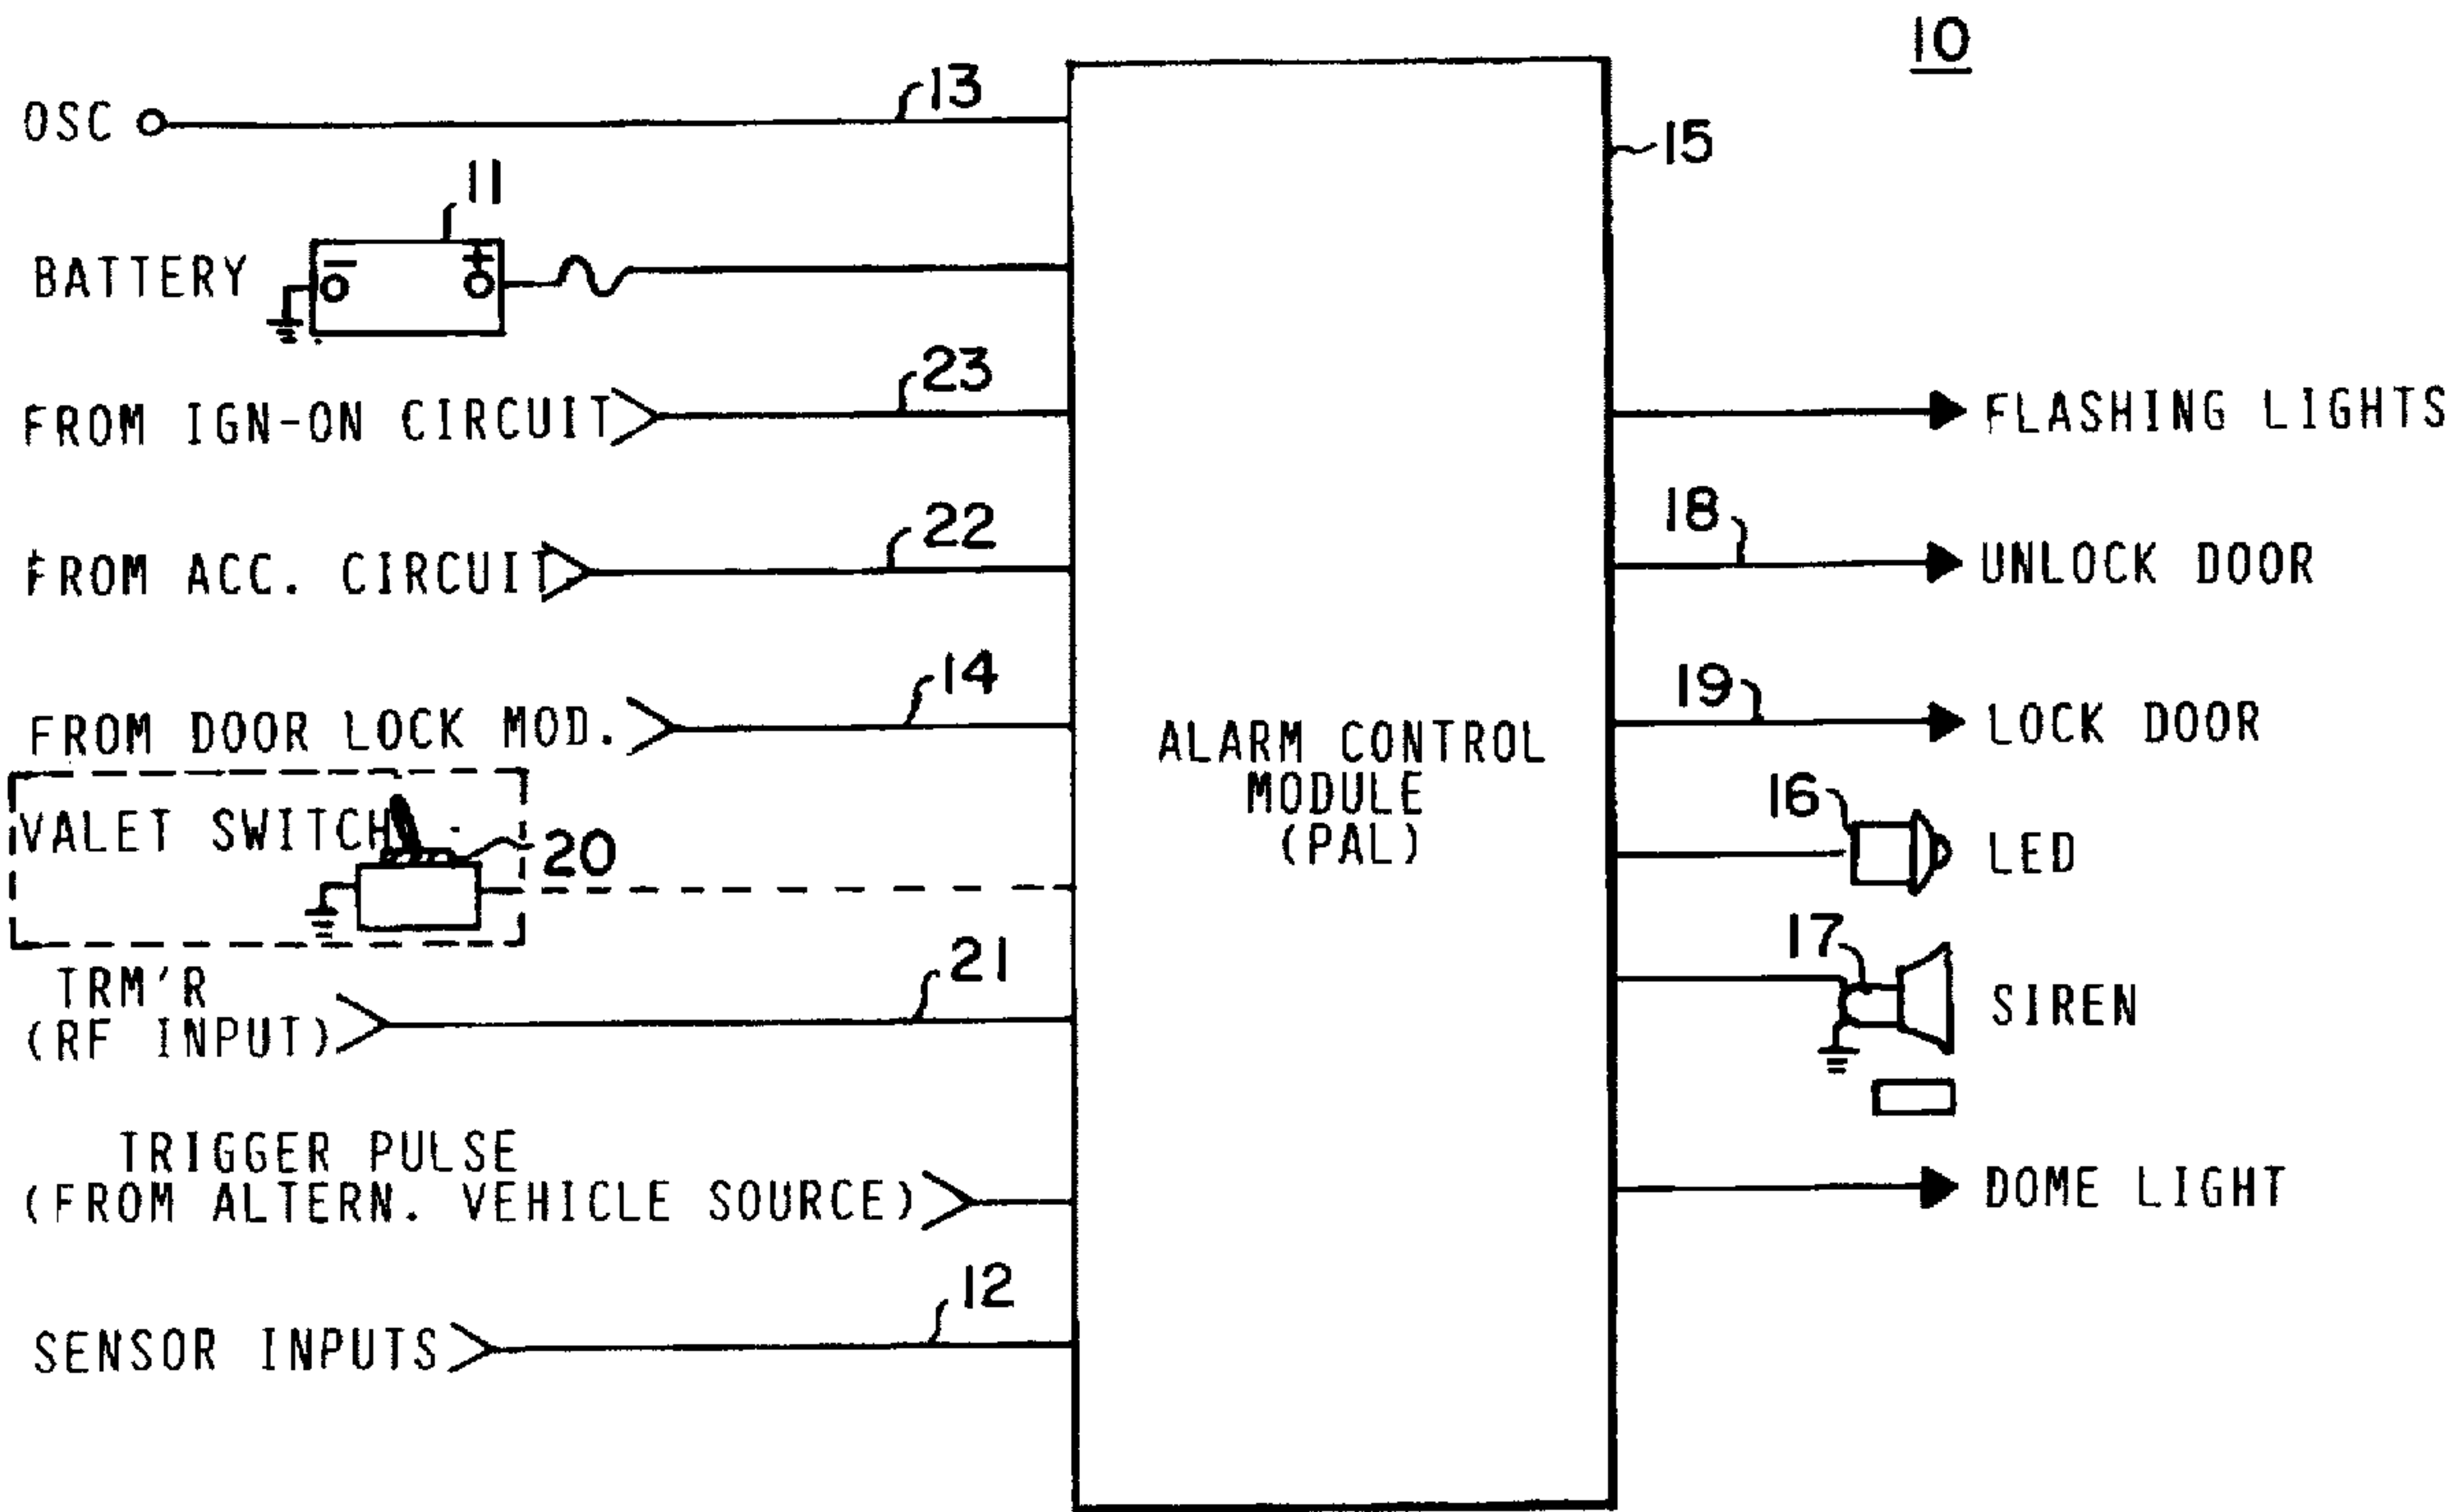 10
OSC
13
15
BATTERY
11
- +
FROM IGN-ON CIRCUIT
23
FLASHING LIGHTS
FROM ACC. CIRCUIT
22
18
UNLOCK DOOR
FROM DOOR LOCK MOD.
14
19
LOCK DOOR
ALARM CONTROL
MODULE
(PAL)
VALET SWITCH
20
16
LED
TRM'R
(RF INPUT)
21
17
SIREN
TRIGGER PULSE
(FROM ALTERN. VEHICLE SOURCE)
DOME LIGHT
SENSOR INPUTS
12